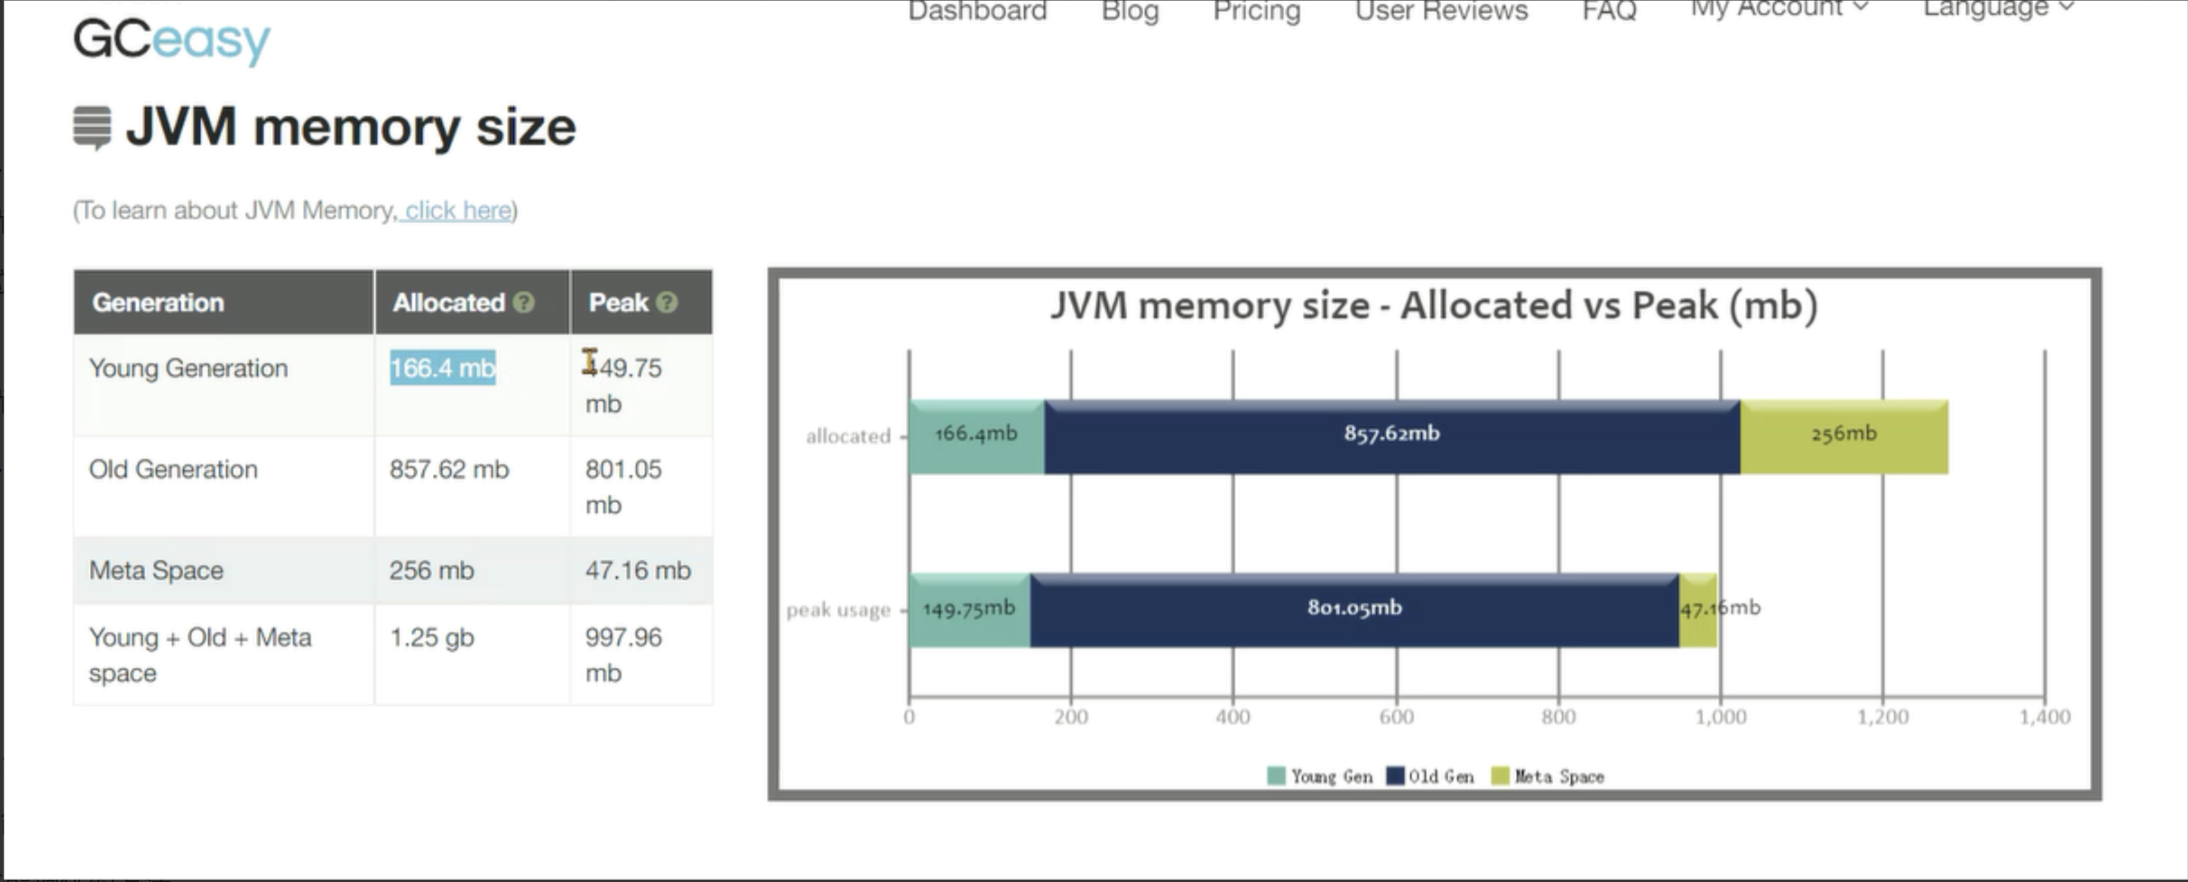 Dashboard Blog Pricing User Reviews FAQ My Account Language
GCeasy
JVM memory size
(To learn about JVM Memory, click here)
Generation Allocated ? Peak ?
Young Generation 166.4 mb 149.75
mb
Old Generation 857.62 mb 801.05
mb
Meta Space 256 mb 47.16 mb
Young + Old + Meta 1.25 gb 997.96
space mb
JVM memory size - Allocated vs Peak (mb)
allocated 166.4mb 857.62mb 256mb
peak usage 149.75mb 801.05mb 47.16mb
0 200 400 600 800 1,000 1,200 1,400
Young Gen Old Gen Meta Space